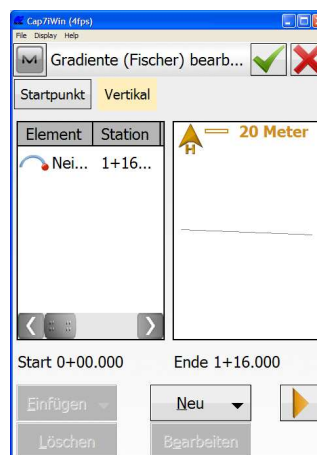 Cap7iWin (4fps)
File Display Help
Gradiente (Fischer) bearb...
Startpunkt Vertikal
Element Station
Nei... 1+16...
20 Meter
H
Start 0+00.000 Ende 1+16.000
Einfügen Neu
Löschen Bearbeiten